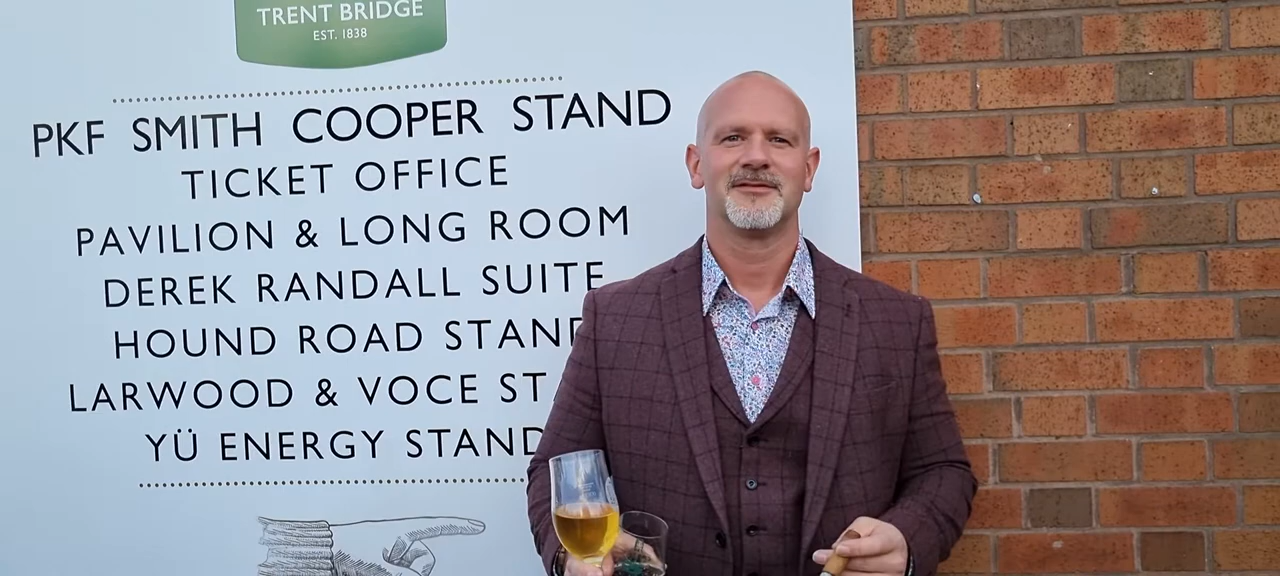 TRENT BRIDGE
EST. 1838
PKF SMITH COOPER STAND
TICKET OFFICE
PAVILION & LONG ROOM
DEREK RANDALL SUITE
HOUND ROAD STAND
LARWOOD & VOCE ST
YÜ ENERGY STAND